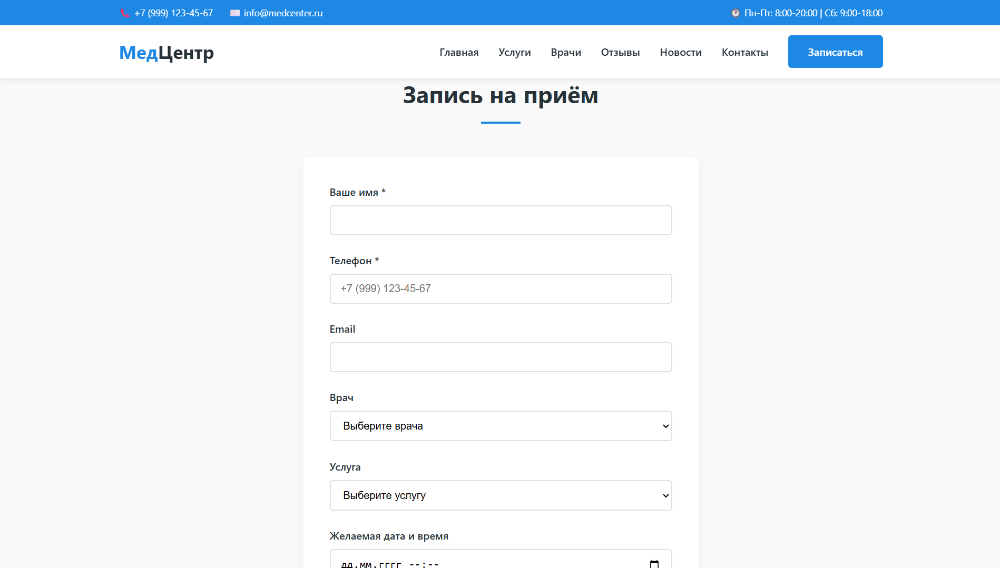 +7 (999) 123-45-67 info@medcenter.ru Пн-Пт: 8:00-20:00 | Сб: 9:00-18:00
МедЦентр Главная Услуги Врачи Отзывы Новости Контакты Записаться
Запись на приём
Ваше имя *
Телефон *
+7 (999) 123-45-67
Email
Врач
Выберите врача
Услуга
Выберите услугу
Желаемая дата и время
дд.мм.гггг --:--